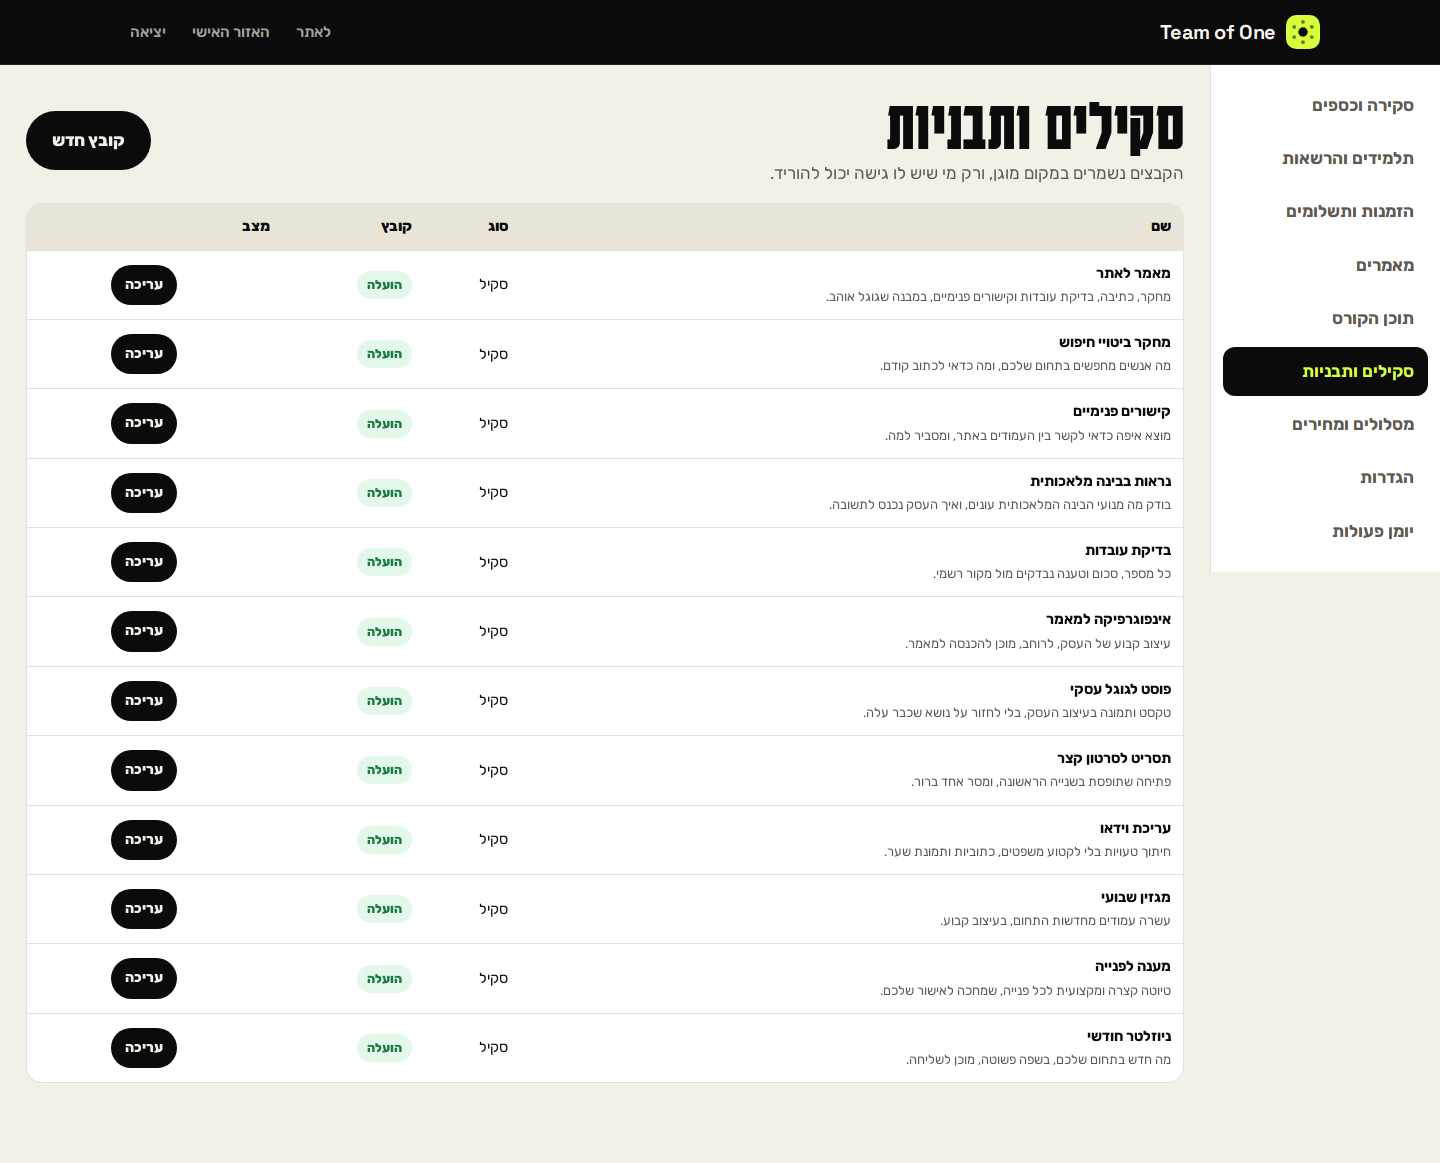 Team of One
לאתר
האזור האישי
יציאה
סקירה וכספים
תלמידים והרשאות
הזמנות ותשלומים
מאמרים
תוכן הקורס
סקילים ותבניות
מסלולים ומחירים
הגדרות
יומן פעולות
סקילים ותבניות
הקבצים נשמרים במקום מוגן, ורק מי שיש לו גישה יכול להוריד.
קובץ חדש
שם סוג קובץ מצב
מאמר לאתר
מחקר, כתיבה, בדיקת עובדות וקישורים פנימיים, במבנה שגוגל אוהב.
סקיל הועלה עריכה
מחקר ביטויי חיפוש
מה אנשים מחפשים בתחום שלכם, ומה כדאי לכתוב קודם.
סקיל הועלה עריכה
קישורים פנימיים
מוצא איפה כדאי לקשר בין העמודים באתר, ומסביר למה.
סקיל הועלה עריכה
נראות בבינה מלאכותית
בודק מה מנועי הבינה המלאכותית עונים, ואיך העסק נכנס לתשובה.
סקיל הועלה עריכה
בדיקת עובדות
כל מספר, סכום וטענה נבדקים מול מקור רשמי.
סקיל הועלה עריכה
אינפוגרפיקה למאמר
עיצוב קבוע של העסק, לרוחב, מוכן להכנסה למאמר.
סקיל הועלה עריכה
פוסט לגוגל עסקי
טקסט ותמונה בעיצוב העסק, בלי לחזור על נושא שכבר עלה.
סקיל הועלה עריכה
תסריט לסרטון קצר
פתיחה שתופסת בשנייה הראשונה, ומסר אחד ברור.
סקיל הועלה עריכה
עריכת וידאו
חיתוך טעויות בלי לקטוע משפטים, כתוביות ותמונת שער.
סקיל הועלה עריכה
מגזין שבועי
עשרה עמודים מחדשות התחום, בעיצוב קבוע.
סקיל הועלה עריכה
מענה לפנייה
טיוטה קצרה ומקצועית לכל פנייה, שמחכה לאישור שלכם.
סקיל הועלה עריכה
ניוזלטר חודשי
מה חדש בתחום שלכם, בשפה פשוטה, מוכן לשליחה.
סקיל הועלה עריכה